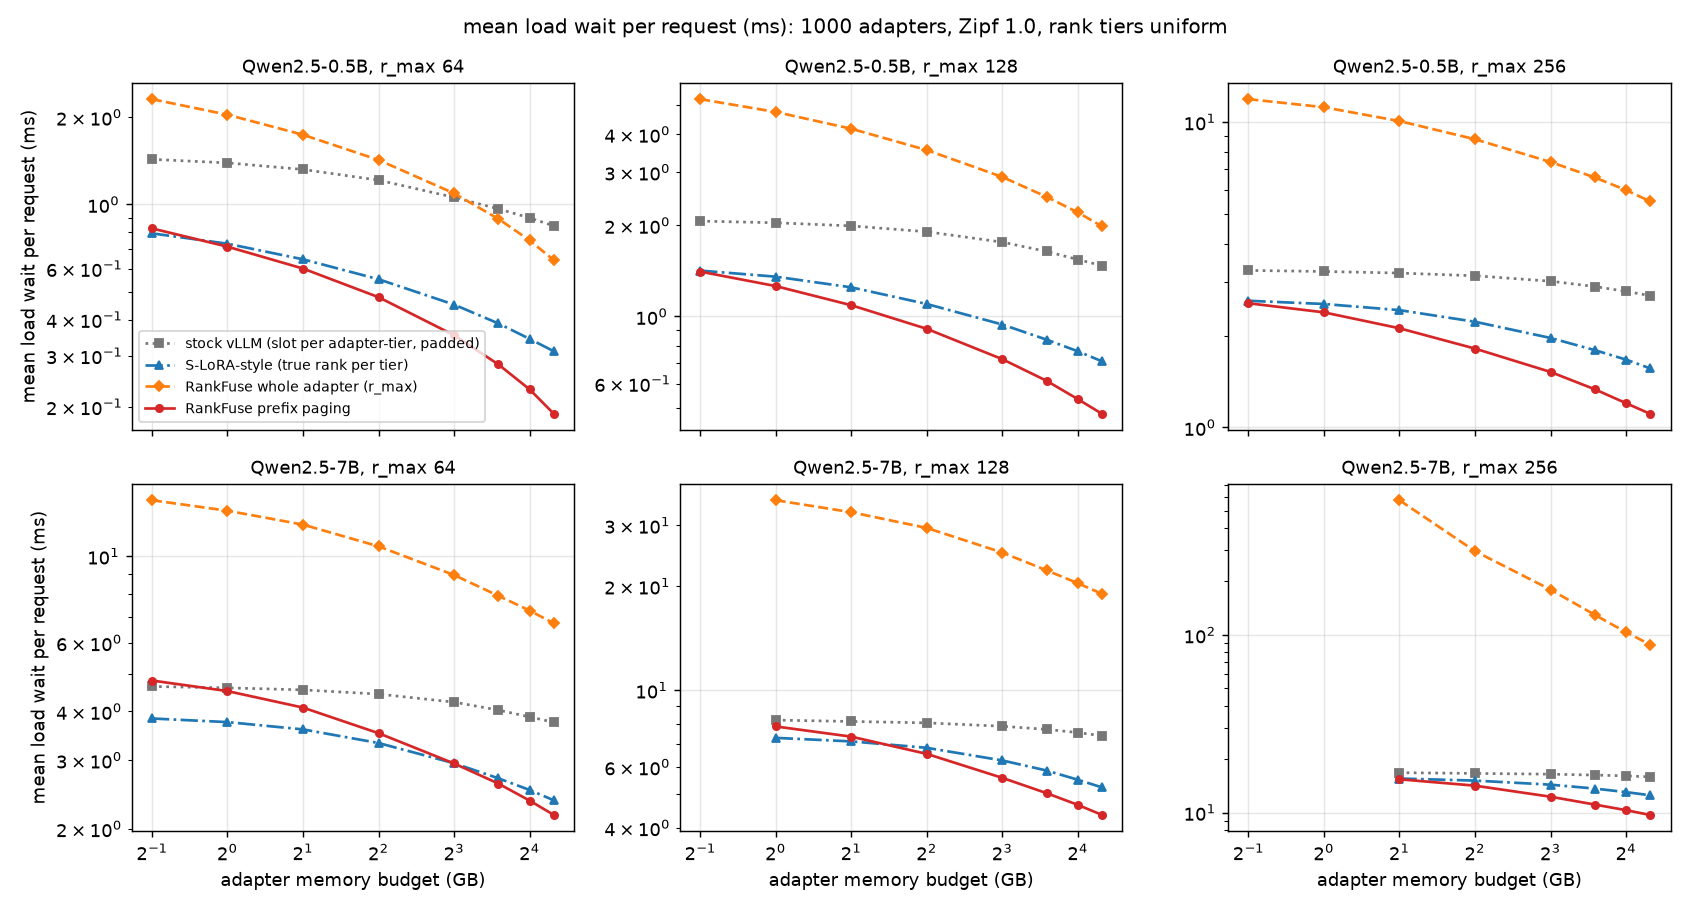 mean load wait per request (ms): 1000 adapters, Zipf 1.0, rank tiers uniform
Qwen2.5-0.5B, r_max 64
mean load wait per request (ms)
2 × 10⁰
10⁰
6 × 10⁻¹
4 × 10⁻¹
3 × 10⁻¹
2 × 10⁻¹
stock vLLM (slot per adapter-tier, padded)
S-LoRA-style (true rank per tier)
RankFuse whole adapter (r_max)
RankFuse prefix paging
Qwen2.5-0.5B, r_max 128
4 × 10⁰
3 × 10⁰
2 × 10⁰
10⁰
6 × 10⁻¹
Qwen2.5-0.5B, r_max 256
10¹
10⁰
Qwen2.5-7B, r_max 64
mean load wait per request (ms)
10¹
6 × 10⁰
4 × 10⁰
3 × 10⁰
2 × 10⁰
2⁻¹ 2⁰ 2¹ 2² 2³ 2⁴
adapter memory budget (GB)
Qwen2.5-7B, r_max 128
3 × 10¹
2 × 10¹
10¹
6 × 10⁰
4 × 10⁰
2⁻¹ 2⁰ 2¹ 2² 2³ 2⁴
adapter memory budget (GB)
Qwen2.5-7B, r_max 256
10²
10¹
2⁻¹ 2⁰ 2¹ 2² 2³ 2⁴
adapter memory budget (GB)